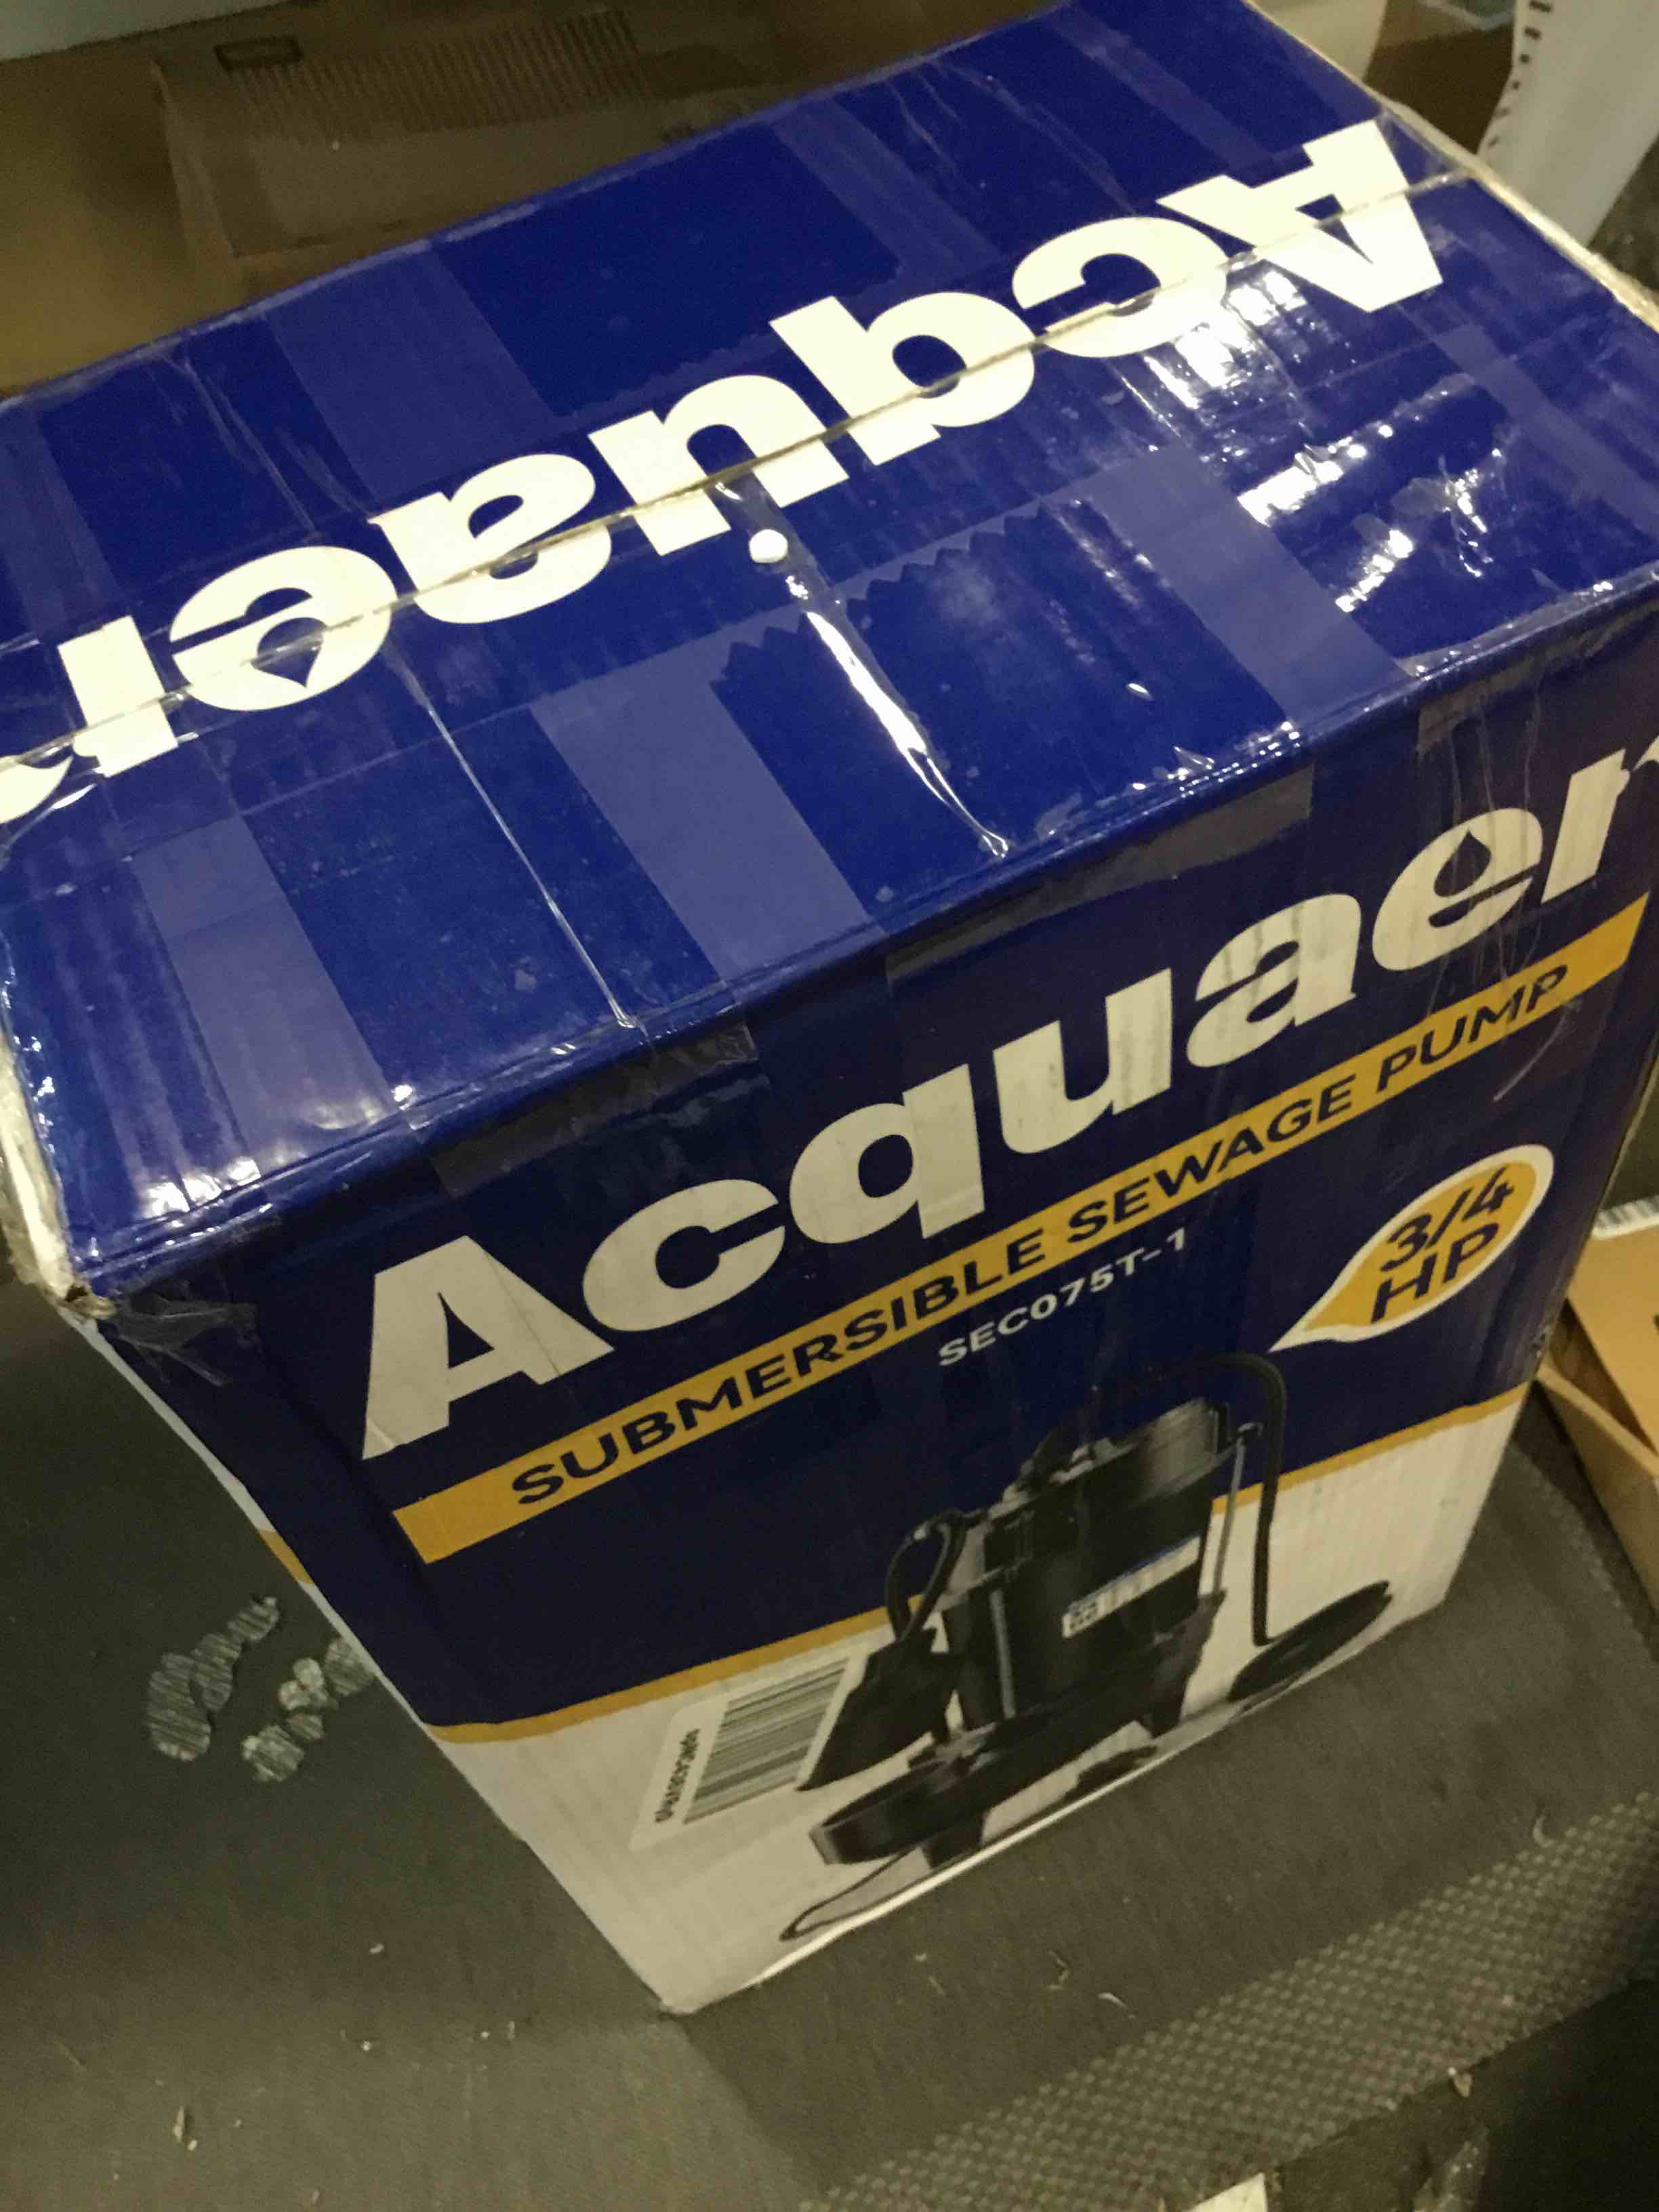 Acquaer
Acquaer
SUBMERSIBLE SEWAGE PUMP
SEC075T-1
3/4
HP